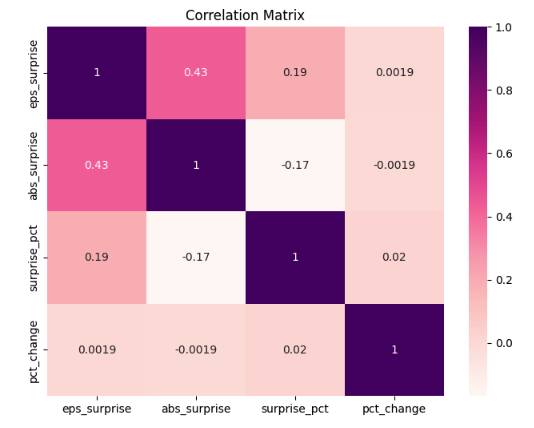 Correlation Matrix
eps_surprise 1 0.43 0.19 0.0019
abs_surprise 0.43 1 -0.17 -0.0019
surprise_pct 0.19 -0.17 1 0.02
pct_change 0.0019 -0.0019 0.02 1
eps_surprise abs_surprise surprise_pct pct_change
1.0
0.8
0.6
0.4
0.2
0.0